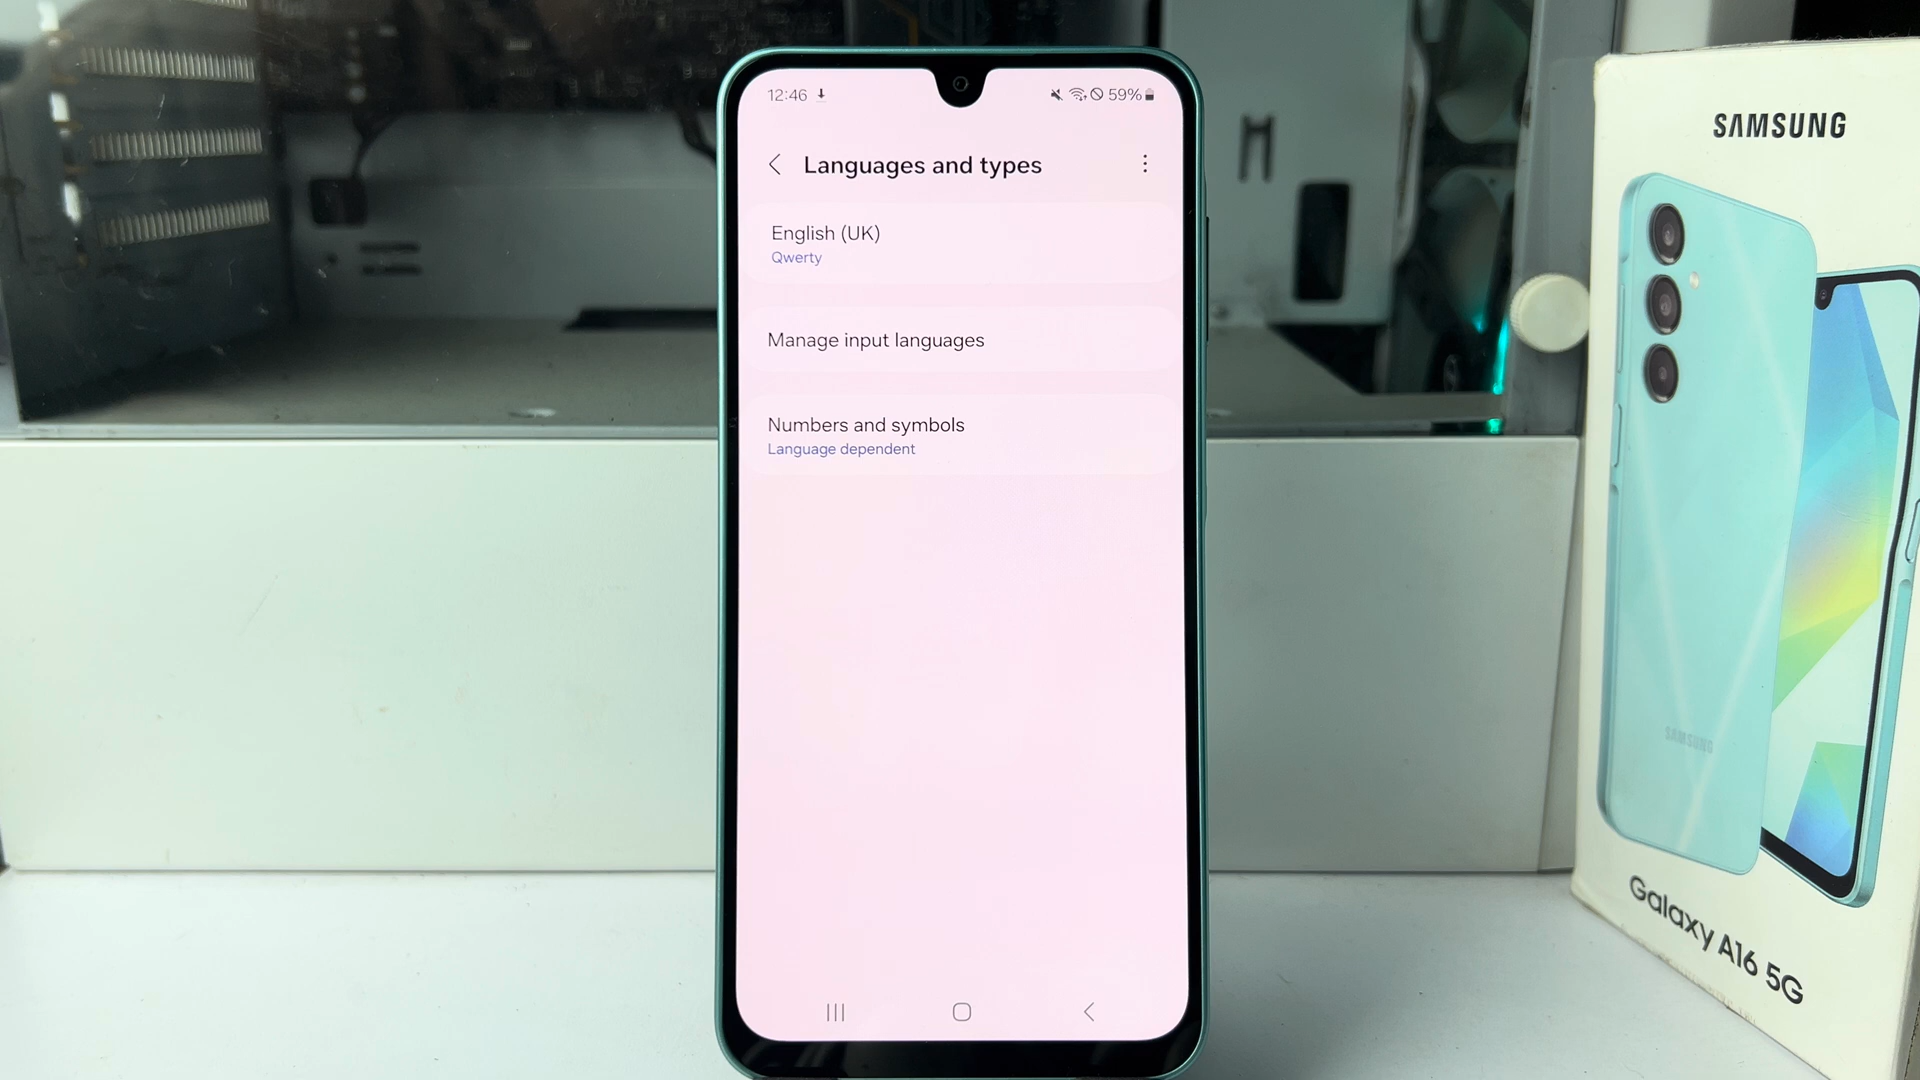 12:46
59%
Languages and types
English (UK)
Qwerty
Manage input languages
Numbers and symbols
Language dependent
SAMSUNG
SAMSUNG
Galaxy A16 5G